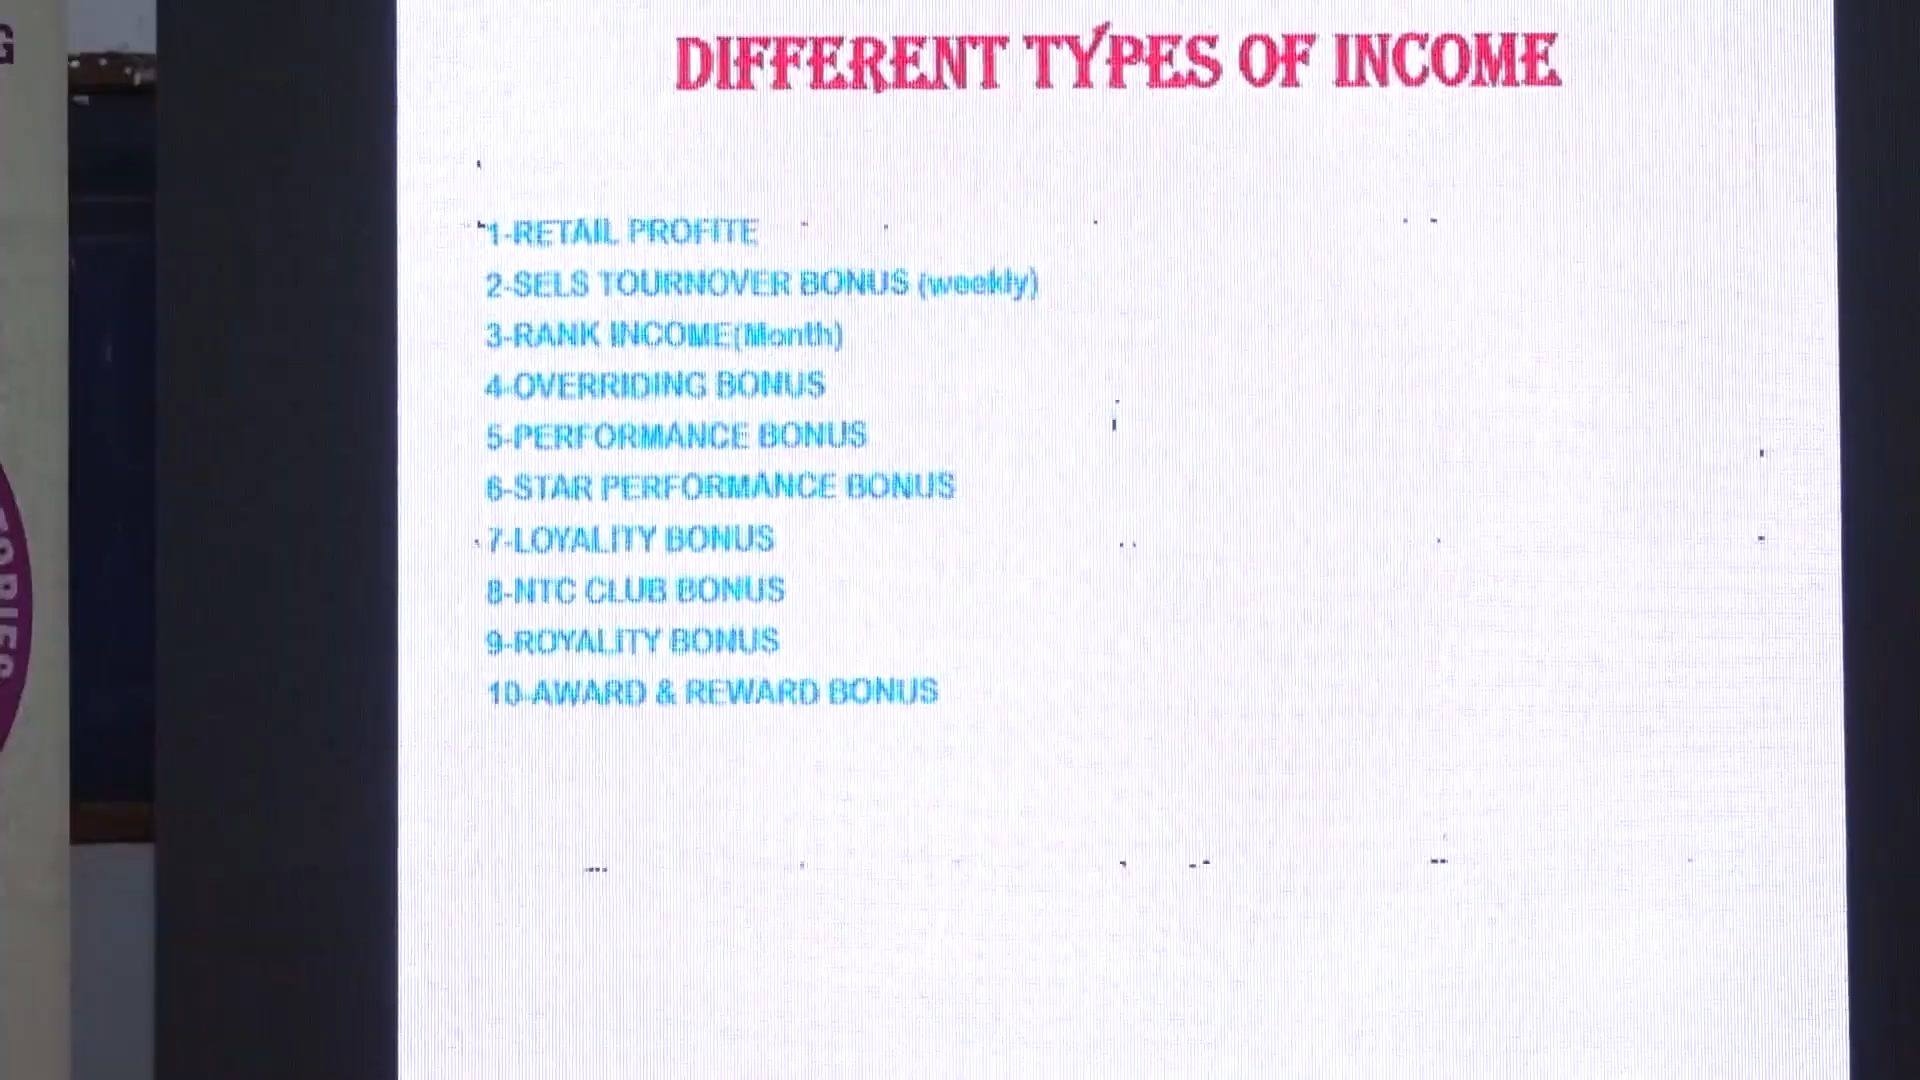 DIFFERENT TYPES OF INCOME
1-RETAIL PROFITE
2-SELS TOURNOVER BONUS (weekly)
3-RANK INCOME(Month)
4-OVERRIDING BONUS
5-PERFORMANCE BONUS
6-STAR PERFORMANCE BONUS
7-LOYALITY BONUS
8-NTC CLUB BONUS
9-ROYALITY BONUS
10-AWARD & REWARD BONUS